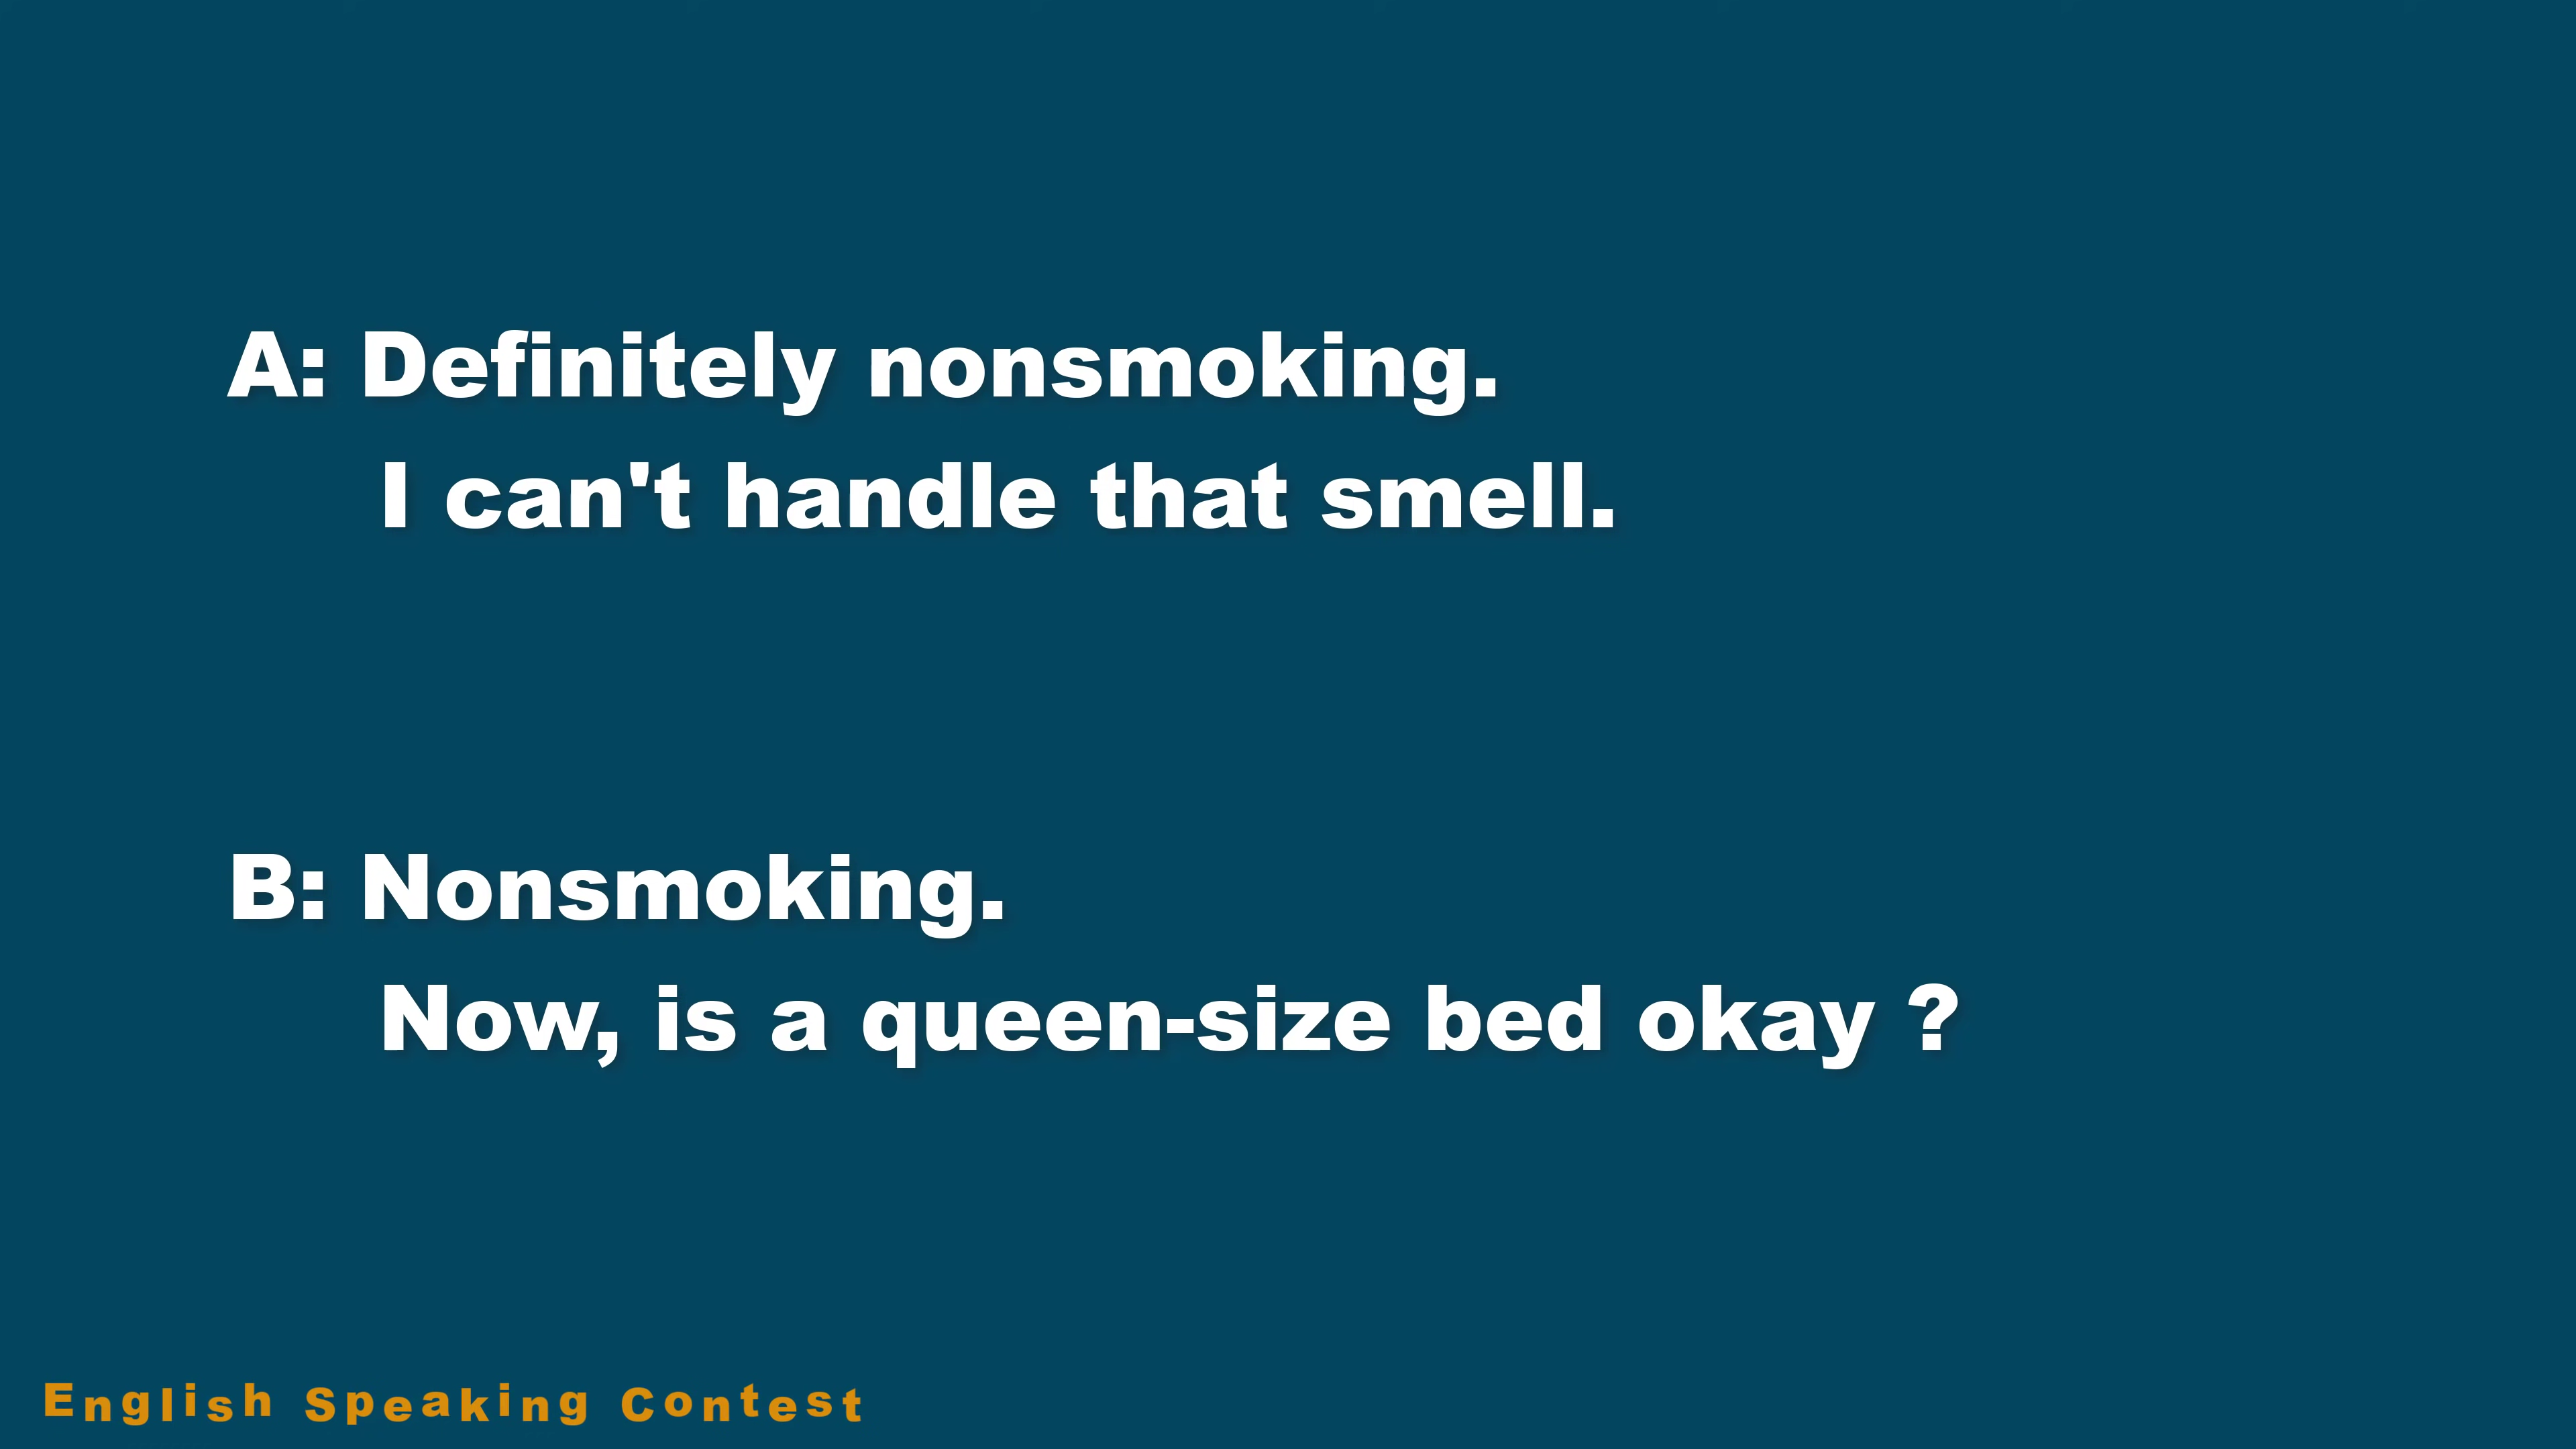 A: Definitely nonsmoking.
I can't handle that smell.
B: Nonsmoking.
Now, is a queen-size bed okay ?
English Speaking Contest